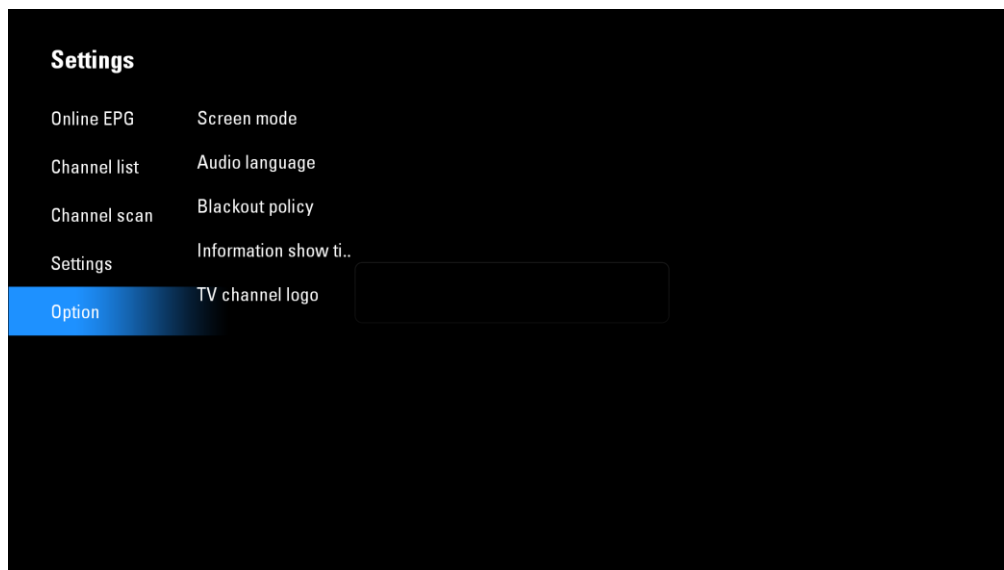 Settings
Online EPG
Channel list
Channel scan
Settings
Option
Screen mode
Audio language
Blackout policy
Information show ti..
TV channel logo